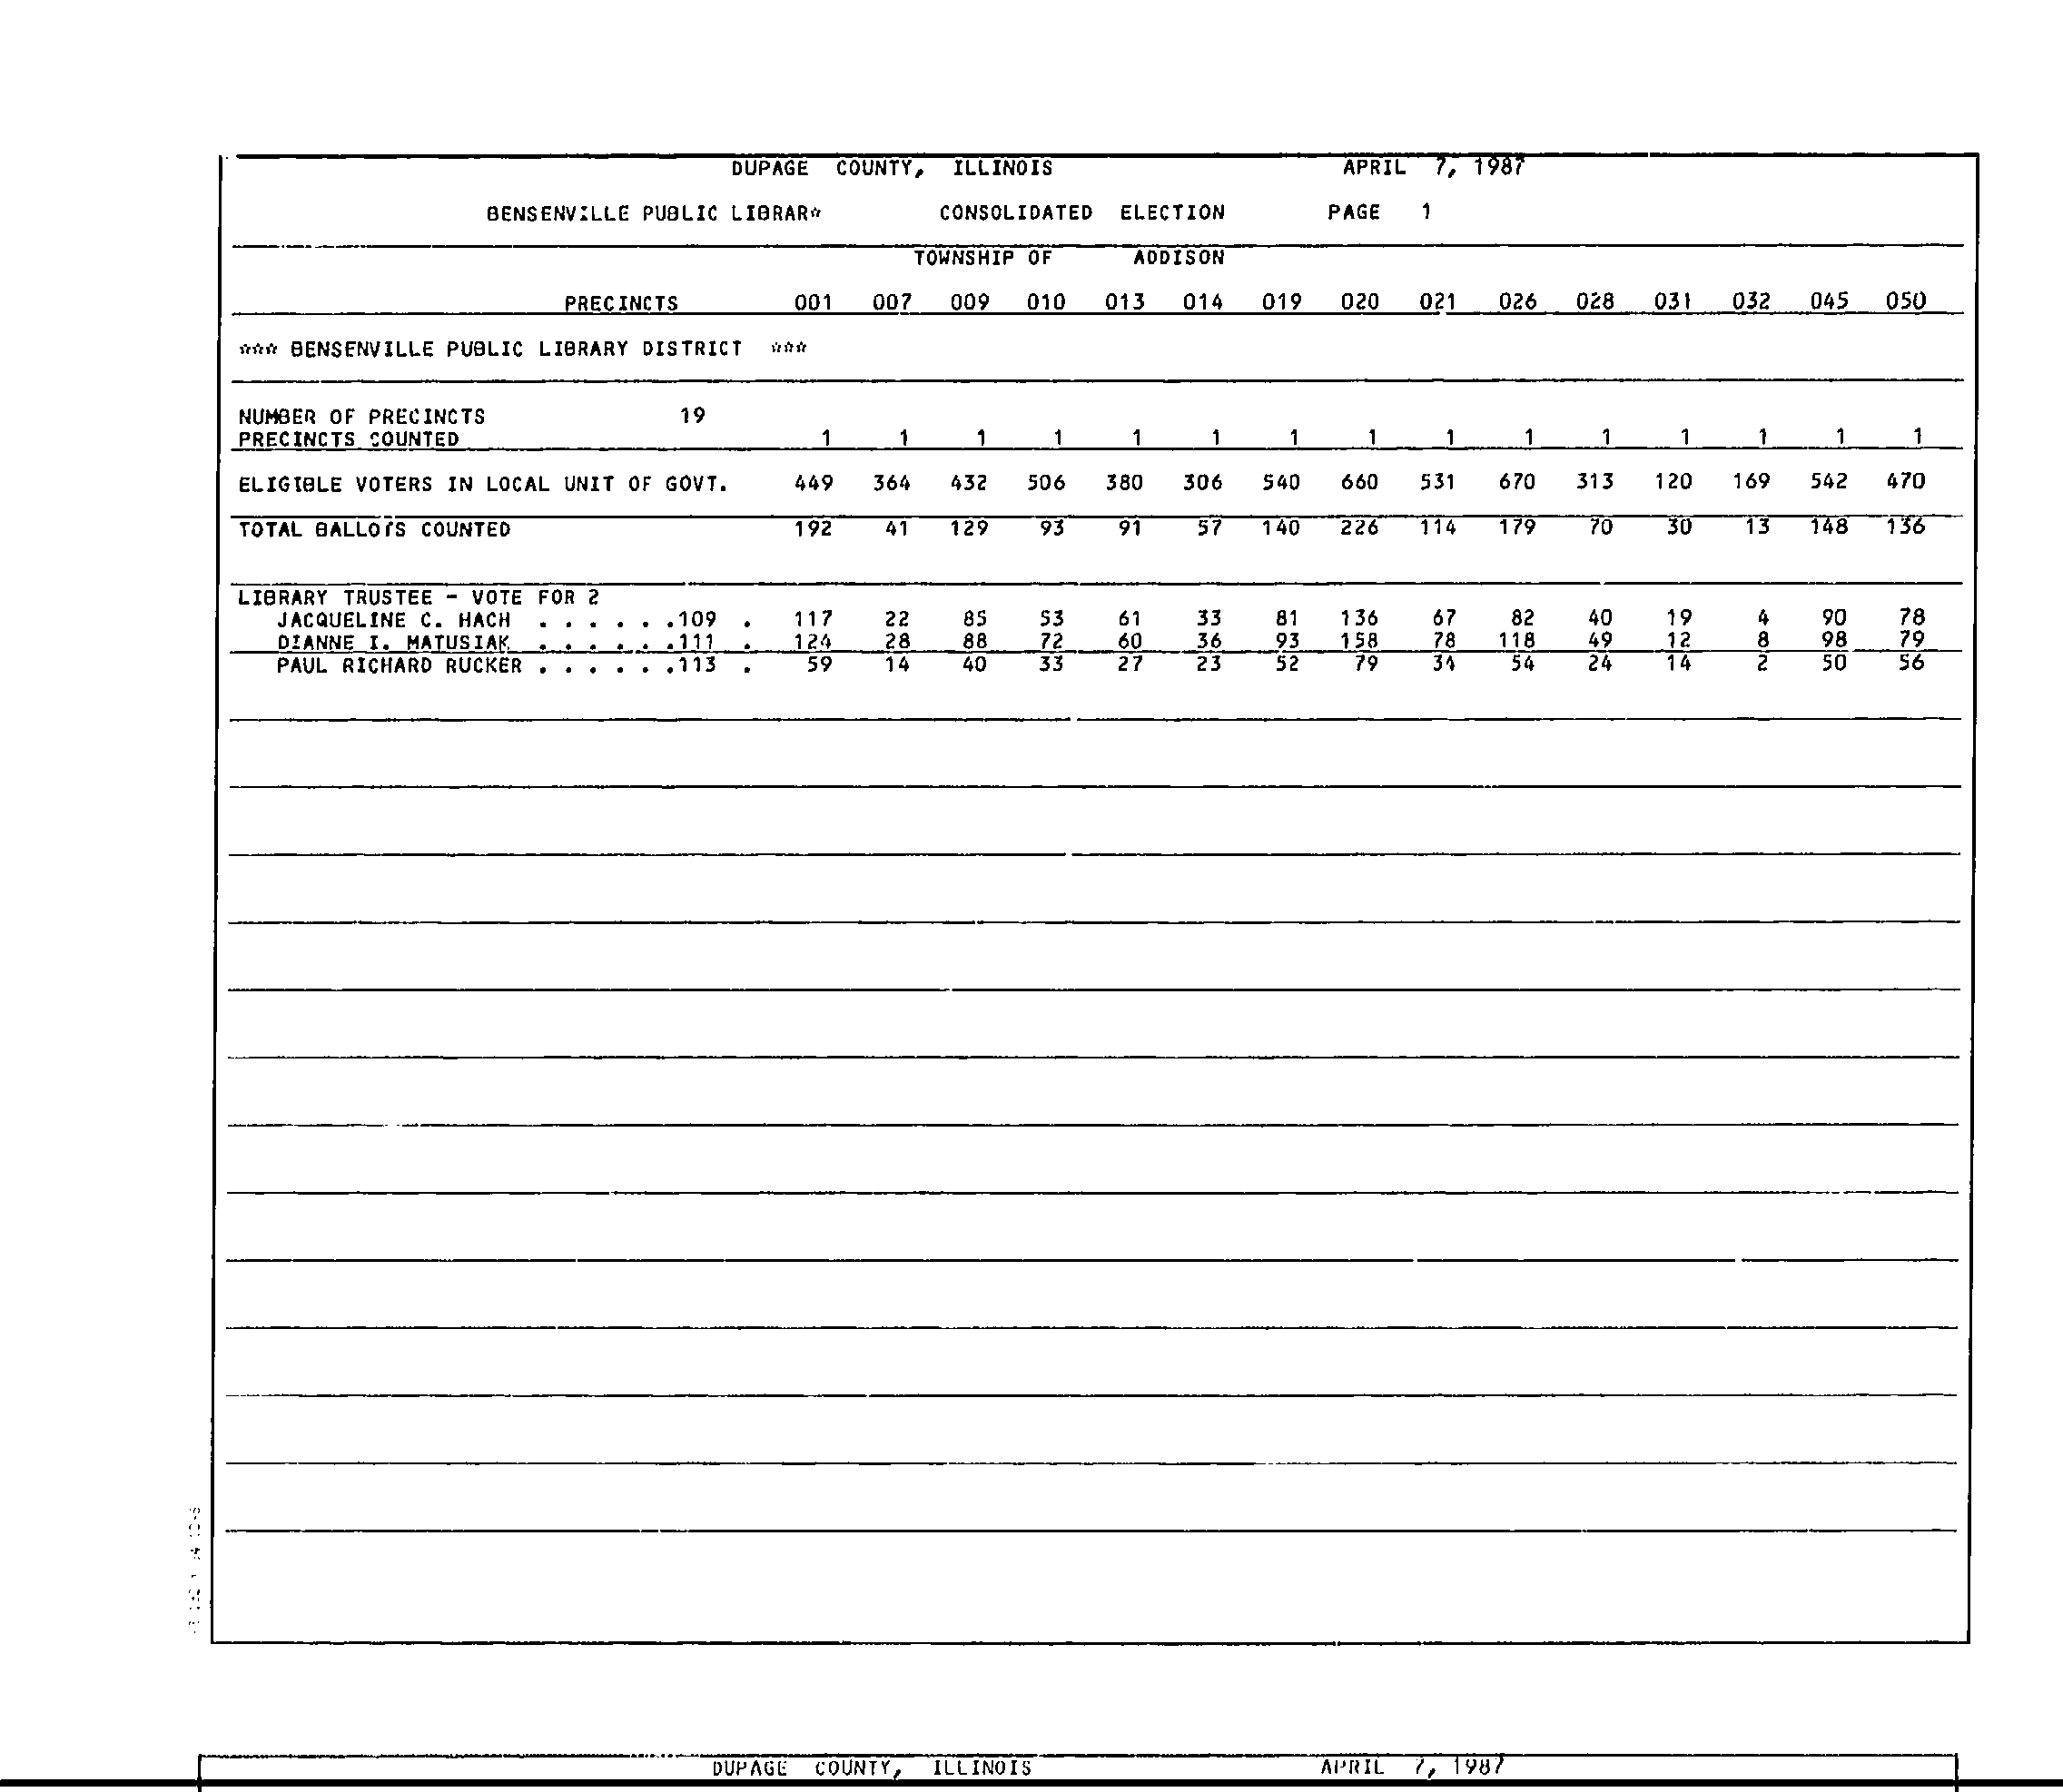 DUPAGE COUNTY, ILLINOIS APRIL 7, 1987
BENSENVILLE PUBLIC LIBRAR* CONSOLIDATED ELECTION PAGE 1
TOWNSHIP OF ADDISON
PRECINCTS 001 007 009 010 013 014 019 020 021 026 028 031 032 045 050
*** BENSENVILLE PUBLIC LIBRARY DISTRICT ***
NUMBER OF PRECINCTS 19
PRECINCTS COUNTED 1 1 1 1 1 1 1 1 1 1 1 1 1 1 1
ELIGIBLE VOTERS IN LOCAL UNIT OF GOVT. 449 364 432 506 380 306 540 660 531 670 313 120 169 542 470
TOTAL BALLOTS COUNTED 192 41 129 93 91 57 140 226 114 179 70 30 13 148 136
LIBRARY TRUSTEE - VOTE FOR 2
JACQUELINE C. HACH . . . . . .109 . 117 22 85 53 61 33 81 136 67 82 40 19 4 90 78
DIANNE I. MATUSIAK . . . . . .111 . 124 28 88 72 60 36 93 158 78 118 49 12 8 98 79
PAUL RICHARD RUCKER . . . . . .113 . 59 14 40 33 27 23 52 79 34 54 24 14 2 50 56
DUPAGE COUNTY, ILLINOIS APRIL 7, 1987